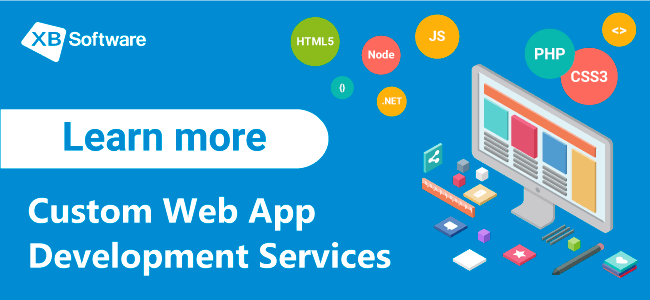 XB Software
HTML5
Node
JS
PHP
<>
CSS3
{}
.NET
Learn more
Custom Web App
Development Services